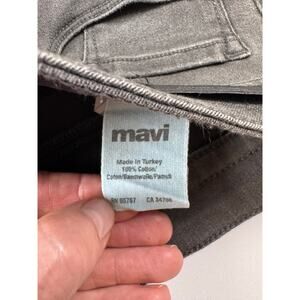 mavi
Made in Turkey
100% Cotton/
Coton/Baumwolle/Pamuk
RN 95767 CA 34766